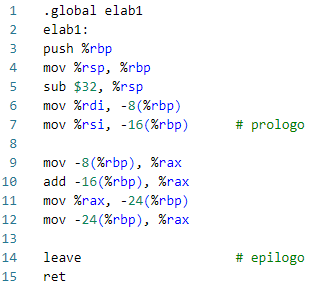 1 .global elab1
2 elab1:
3 push %rbp
4 mov %rsp, %rbp
5 sub $32, %rsp
6 mov %rdi, -8(%rbp)
7 mov %rsi, -16(%rbp) # prologo
8
9 mov -8(%rbp), %rax
10 add -16(%rbp), %rax
11 mov %rax, -24(%rbp)
12 mov -24(%rbp), %rax
13
14 leave # epilogo
15 ret